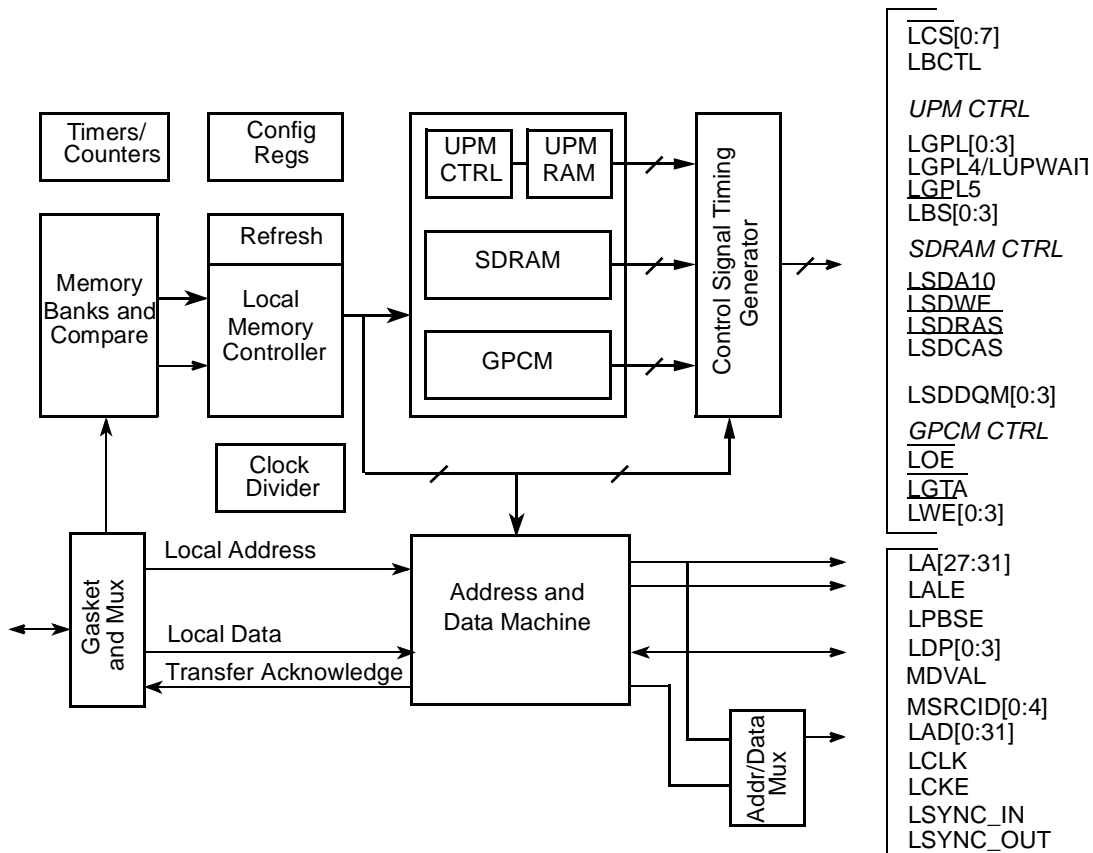 Timers/
Counters
Config
Regs
UPM
CTRL
UPM
RAM
Refresh
SDRAM
GPCM
Memory
Banks and
Compare
Local
Memory
Controller
Control Signal Timing
Generator
Clock
Divider
Gasket
and Mux
Local Address
Local Data
Transfer Acknowledge
Address and
Data Machine
Addr/Data
Mux
LCS[0:7]
LBCTL
UPM CTRL
LGPL[0:3]
LGPL4/LUPWAIT
LGPL5
LBS[0:3]
SDRAM CTRL
LSDA10
LSDWE
LSDRAS
LSDCAS
LSDDQM[0:3]
GPCM CTRL
LOE
LGTA
LWE[0:3]
LA[27:31]
LALE
LPBSE
LDP[0:3]
MDVAL
MSRCID[0:4]
LAD[0:31]
LCLK
LCKE
LSYNC_IN
LSYNC_OUT